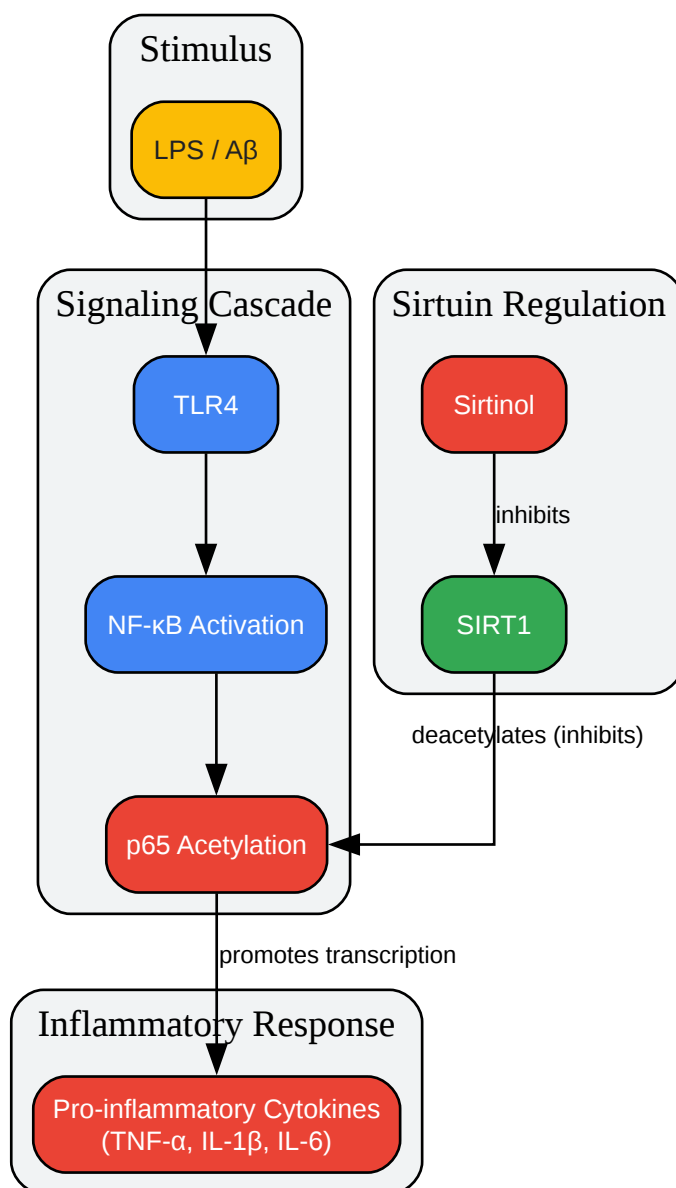 Stimulus
LPS / Aβ
Signaling Cascade
Sirtuin Regulation
TLR4
Sirtinol
inhibits
NF-κB Activation
SIRT1
deacetylates (inhibits)
p65 Acetylation
promotes transcription
Inflammatory Response
Pro-inflammatory Cytokines
(TNF-α, IL-1β, IL-6)